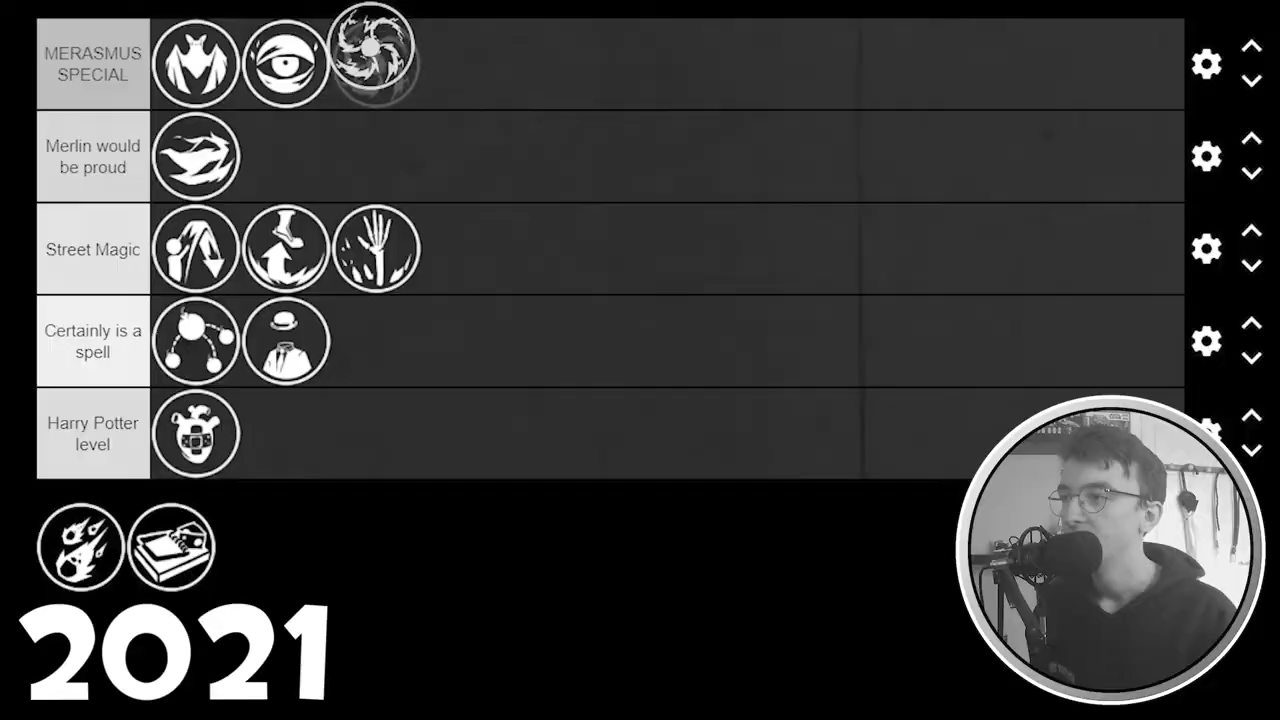 MERASMUS
SPECIAL
Merlin would
be proud
Street Magic
Certainly is a
spell
Harry Potter
level
2021